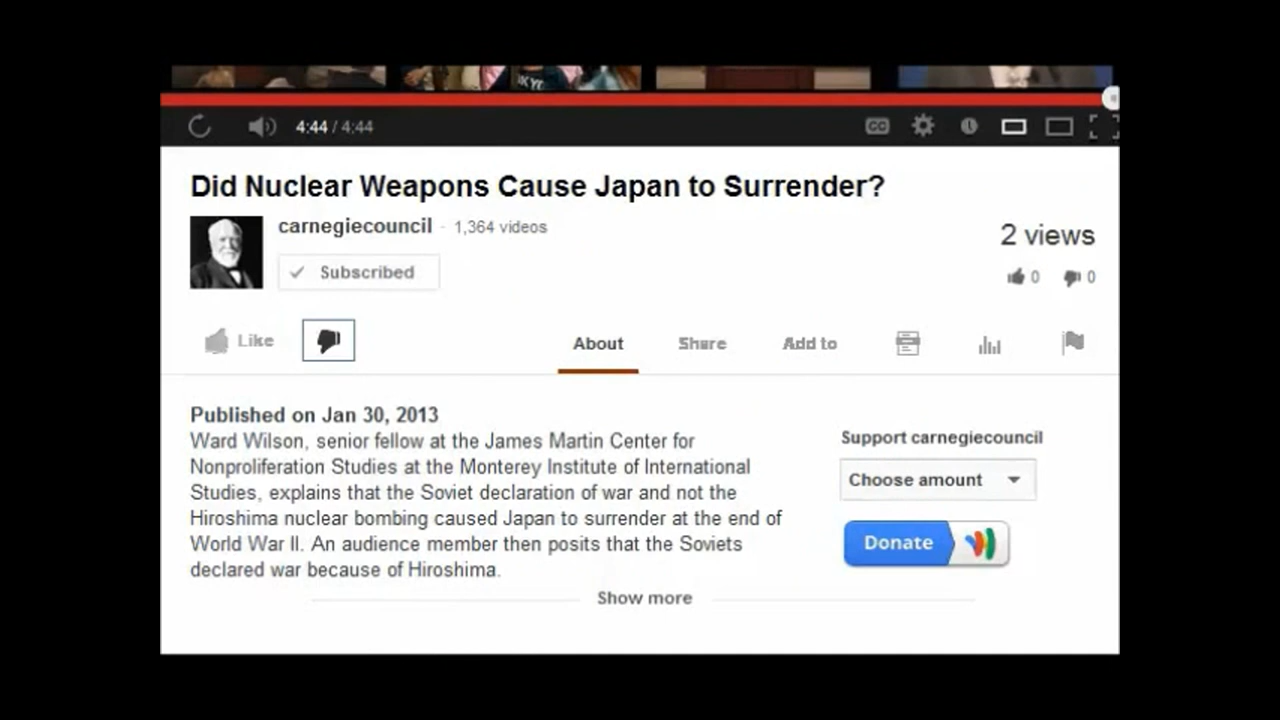 4:44 / 4:44
CC
Did Nuclear Weapons Cause Japan to Surrender?
carnegiecouncil · 1,364 videos
Subscribed
2 views
0 0
Like
About Share Add to
Published on Jan 30, 2013
Ward Wilson, senior fellow at the James Martin Center for
Nonproliferation Studies at the Monterey Institute of International
Studies, explains that the Soviet declaration of war and not the
Hiroshima nuclear bombing caused Japan to surrender at the end of
World War II. An audience member then posits that the Soviets
declared war because of Hiroshima.
Show more
Support carnegiecouncil
Choose amount
Donate